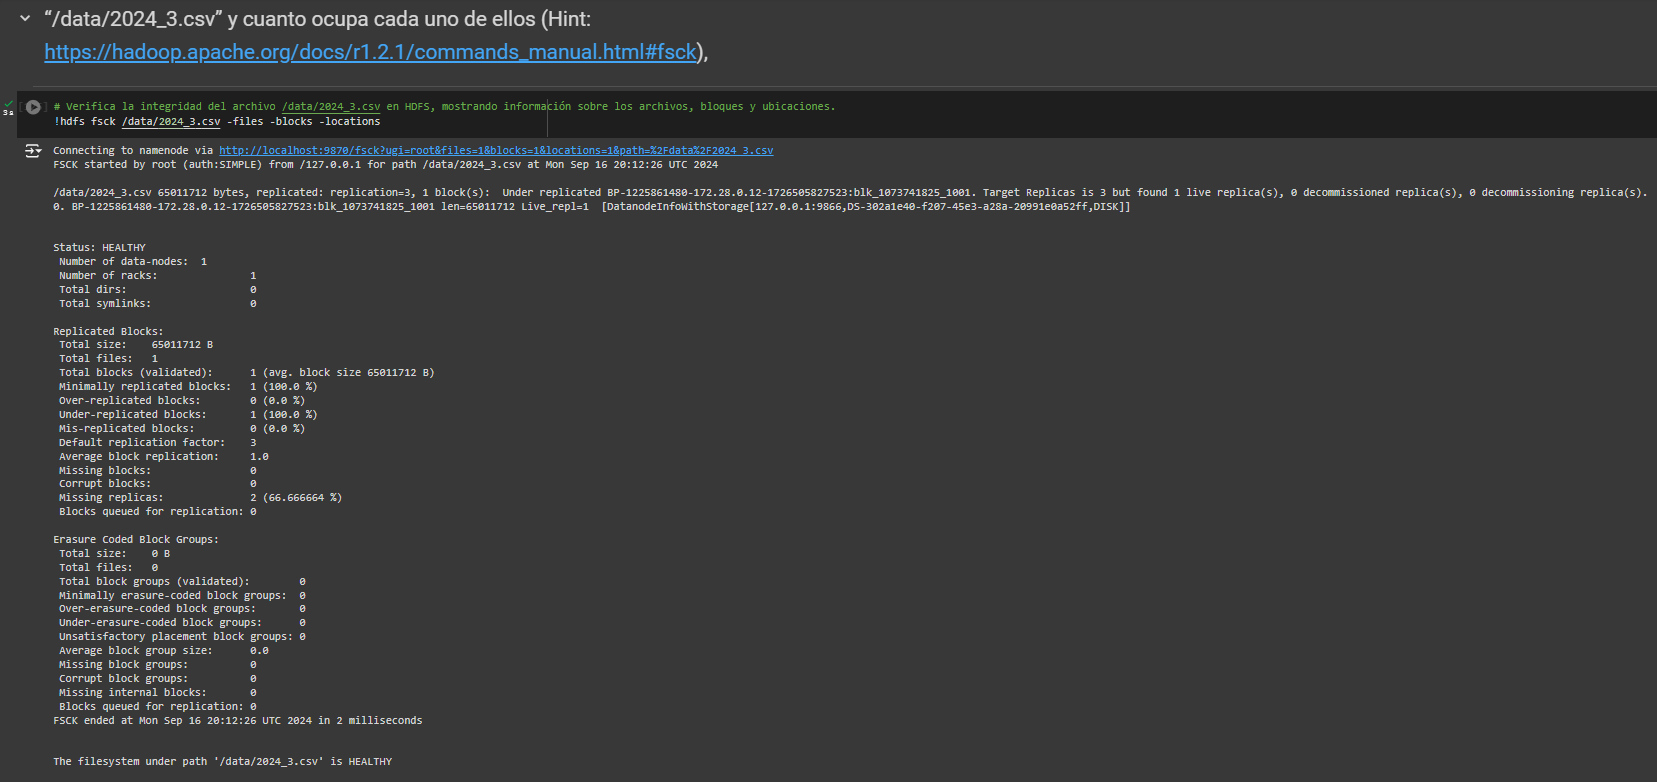 “/data/2024_3.csv” y cuanto ocupa cada uno de ellos (Hint:
https://hadoop.apache.org/docs/r1.2.1/commands_manual.html#fsck),
3s
# Verifica la integridad del archivo /data/2024_3.csv en HDFS, mostrando información sobre los archivos, bloques y ubicaciones.
!hdfs fsck /data/2024_3.csv -files -blocks -locations
Connecting to namenode via http://localhost:9870/fsck?ugi=root&files=1&blocks=1&locations=1&path=%2Fdata%2F2024_3.csv
FSCK started by root (auth:SIMPLE) from /127.0.0.1 for path /data/2024_3.csv at Mon Sep 16 20:12:26 UTC 2024
/data/2024_3.csv 65011712 bytes, replicated: replication=3, 1 block(s):  Under replicated BP-1225861480-172.28.0.12-1726505827523:blk_1073741825_1001. Target Replicas is 3 but found 1 live replica(s), 0 decommissioned replica(s), 0 decommissioning replica(s).
0. BP-1225861480-172.28.0.12-1726505827523:blk_1073741825_1001 len=65011712 Live_repl=1  [DatanodeInfoWithStorage[127.0.0.1:9866,DS-302a1e40-f207-45e3-a28a-20991e0a52ff,DISK]]
Status: HEALTHY
Number of data-nodes:  1
Number of racks:               1
Total dirs:                    0
Total symlinks:                0
Replicated Blocks:
Total size:    65011712 B
Total files:   1
Total blocks (validated):      1 (avg. block size 65011712 B)
Minimally replicated blocks:   1 (100.0 %)
Over-replicated blocks:        0 (0.0 %)
Under-replicated blocks:       1 (100.0 %)
Mis-replicated blocks:         0 (0.0 %)
Default replication factor:    3
Average block replication:     1.0
Missing blocks:                0
Corrupt blocks:                0
Missing replicas:              2 (66.666664 %)
Blocks queued for replication: 0
Erasure Coded Block Groups:
Total size:    0 B
Total files:   0
Total block groups (validated):        0
Minimally erasure-coded block groups:  0
Over-erasure-coded block groups:       0
Under-erasure-coded block groups:      0
Unsatisfactory placement block groups: 0
Average block group size:      0.0
Missing block groups:          0
Corrupt block groups:          0
Missing internal blocks:       0
Blocks queued for replication: 0
FSCK ended at Mon Sep 16 20:12:26 UTC 2024 in 2 milliseconds
The filesystem under path '/data/2024_3.csv' is HEALTHY